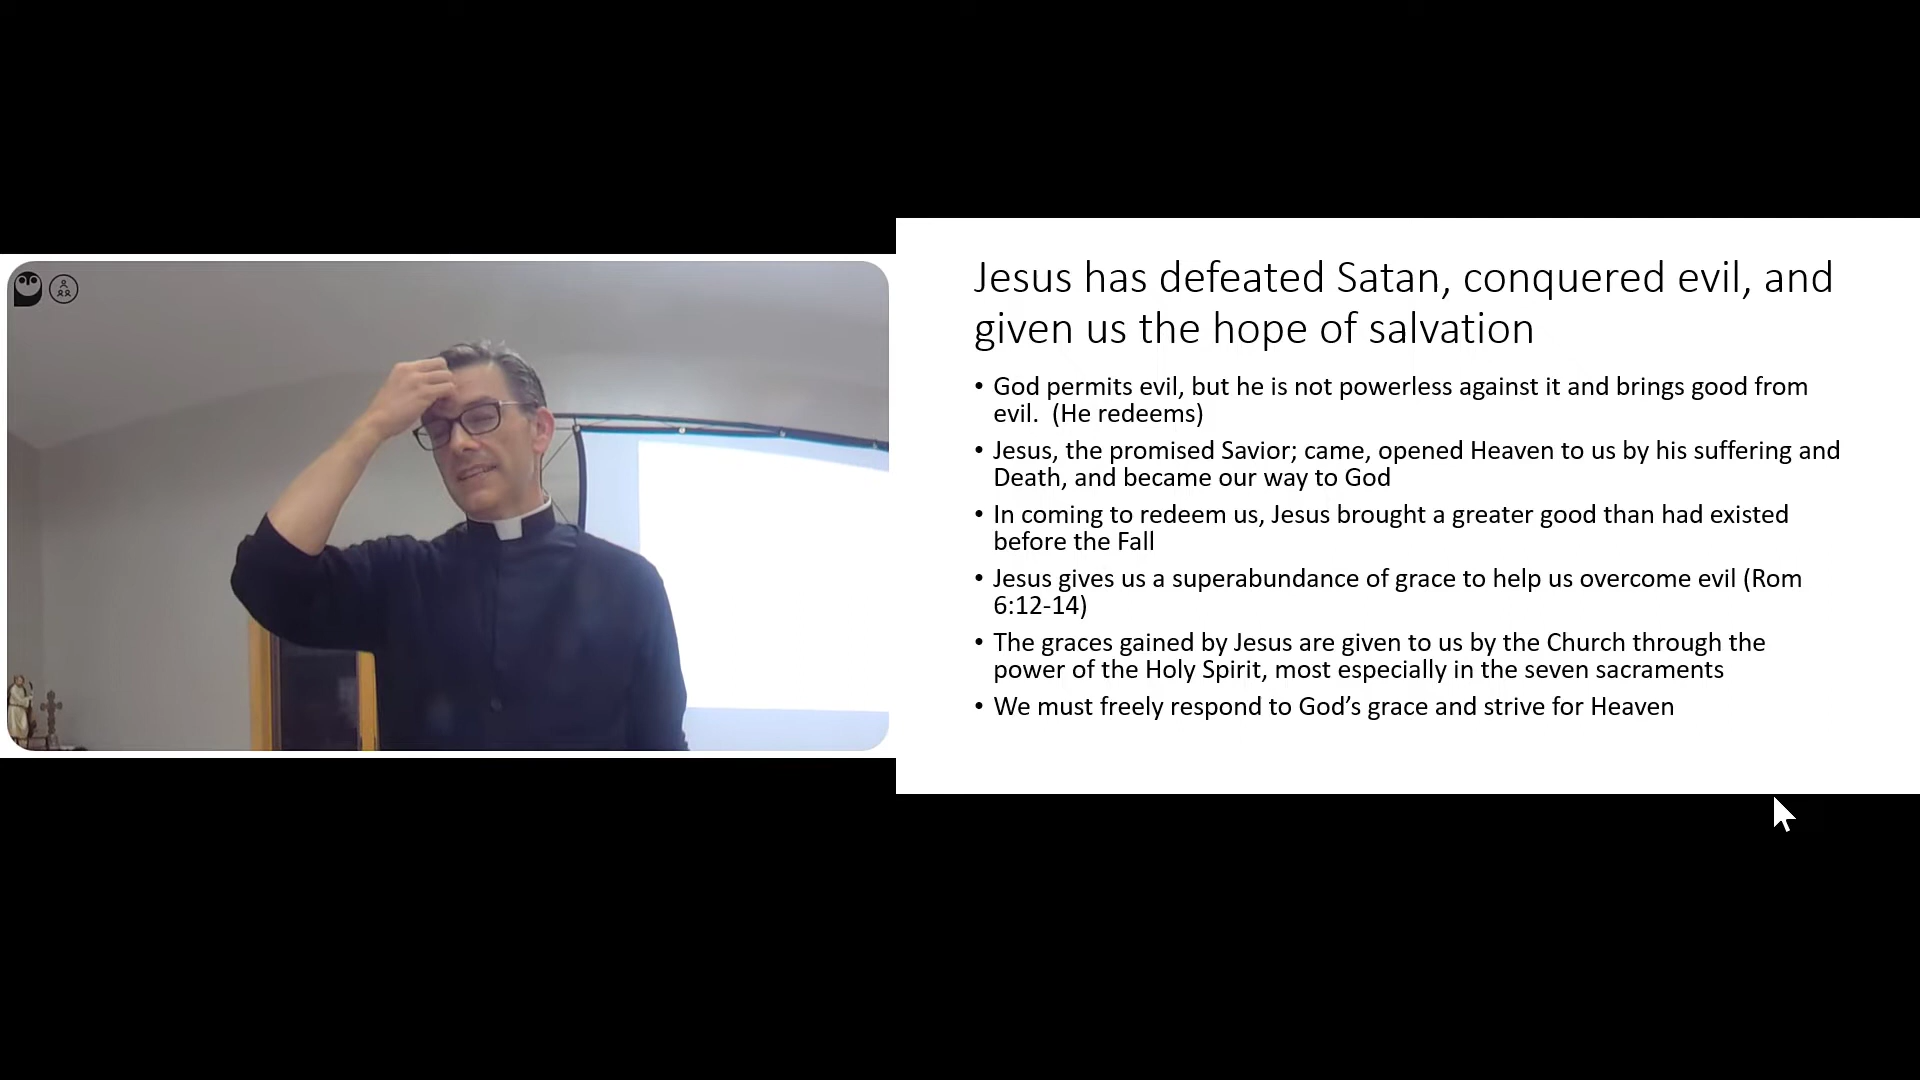 Jesus has defeated Satan, conquered evil, and
given us the hope of salvation
• God permits evil, but he is not powerless against it and brings good from
evil.  (He redeems)
• Jesus, the promised Savior; came, opened Heaven to us by his suffering and
Death, and became our way to God
• In coming to redeem us, Jesus brought a greater good than had existed
before the Fall
• Jesus gives us a superabundance of grace to help us overcome evil (Rom
6:12-14)
• The graces gained by Jesus are given to us by the Church through the
power of the Holy Spirit, most especially in the seven sacraments
• We must freely respond to God’s grace and strive for Heaven